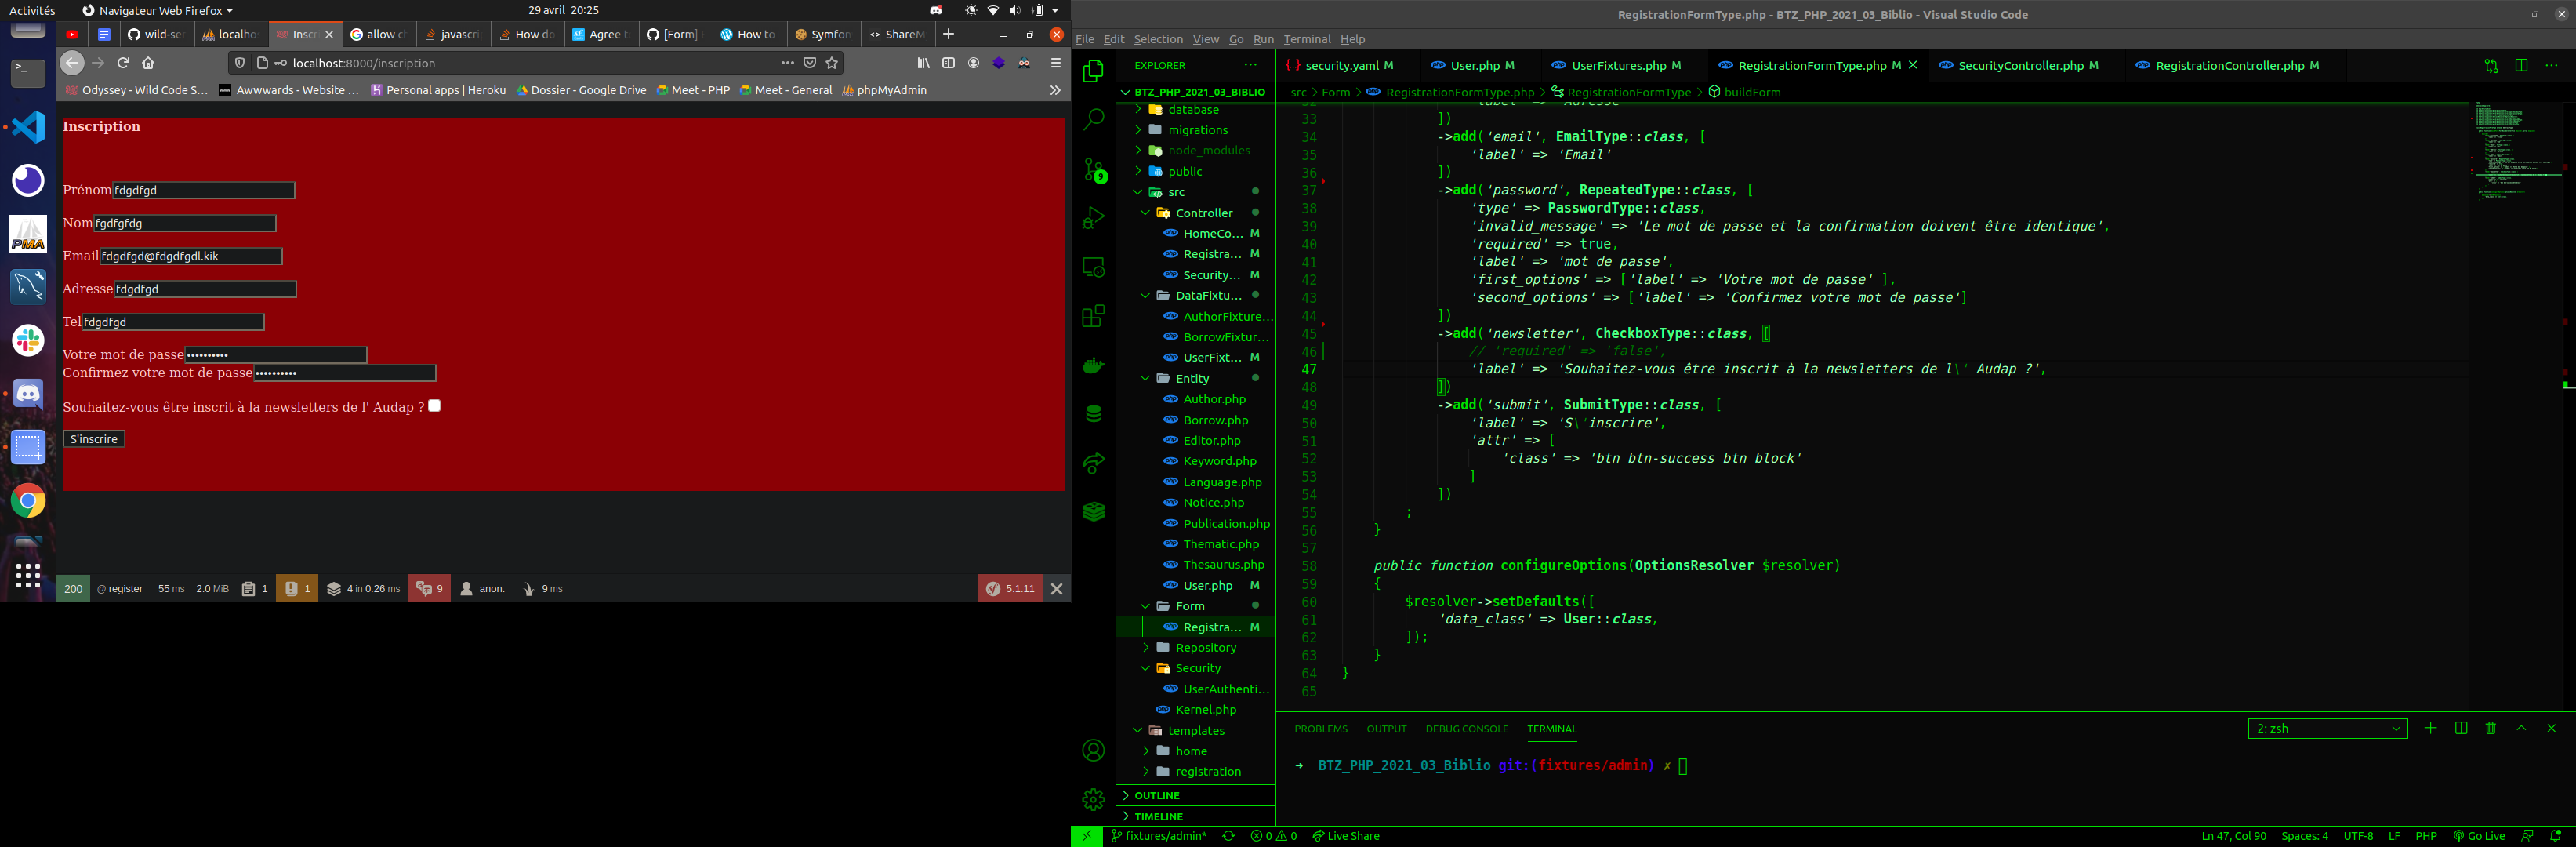 Activités
Navigateur Web Firefox
29 avril 20:25
wild-ser
localhos
Inscri
allow ch
javascrip
How do
Agree t
[Form]
How to
Symfon
<> ShareM
localhost:8000/inscription
Odyssey - Wild Code S...
Awwwards - Website ...
Personal apps | Heroku
Dossier - Google Drive
Meet - PHP
Meet - General
phpMyAdmin
Inscription
Prénom fdgdfgd
Nom fgdfgfdg
Email fdgdfgd@fdgdfgdl.kik
Adresse fdgdfgd
Tel fdgdfgd
Votre mot de passe ••••••••••
Confirmez votre mot de passe ••••••••••
Souhaitez-vous être inscrit à la newsletters de l' Audap ?
S'inscrire
200 @ register 55 ms 2.0 MiB 1 1 4 in 0.26 ms 9 anon. 9 ms 5.1.11
PMA
RegistrationFormType.php - BTZ_PHP_2021_03_Biblio - Visual Studio Code
File Edit Selection View Go Run Terminal Help
EXPLORER
BTZ_PHP_2021_03_BIBLIO
database
migrations
node_modules
public
src
Controller
HomeCo... M
Registra... M
Security... M
DataFixtu...
AuthorFixture...
BorrowFixtur...
UserFixt... M
Entity
Author.php
Borrow.php
Editor.php
Keyword.php
Language.php
Notice.php
Publication.php
Thematic.php
Thesaurus.php
User.php M
Form
Registra... M
Repository
Security
UserAuthenti...
Kernel.php
templates
home
registration
OUTLINE
TIMELINE
9
security.yaml M
User.php M
UserFixtures.php M
RegistrationFormType.php M
SecurityController.php M
RegistrationController.php M
src > Form > RegistrationFormType.php > RegistrationFormType > buildForm
32 'label' => 'Adresse'
33 ])
34 ->add('email', EmailType::class, [
35 'label' => 'Email'
36 ])
37 ->add('password', RepeatedType::class, [
38 'type' => PasswordType::class,
39 'invalid_message' => 'Le mot de passe et la confirmation doivent être identique',
40 'required' => true,
41 'label' => 'mot de passe',
42 'first_options' => ['label' => 'Votre mot de passe' ],
43 'second_options' => ['label' => 'Confirmez votre mot de passe']
44 ])
45 ->add('newsletter', CheckboxType::class, [
46 // 'required' => 'false',
47 'label' => 'Souhaitez-vous être inscrit à la newsletters de l\' Audap ?',
48 ])
49 ->add('submit', SubmitType::class, [
50 'label' => 'S\'inscrire',
51 'attr' => [
52 'class' => 'btn btn-success btn block'
53 ]
54 ])
55 ;
56 }
57
58 public function configureOptions(OptionsResolver $resolver)
59 {
60 $resolver->setDefaults([
61 'data_class' => User::class,
62 ]);
63 }
64 }
65
PROBLEMS OUTPUT DEBUG CONSOLE TERMINAL
2: zsh
➜ BTZ_PHP_2021_03_Biblio git:(fixtures/admin) ✗
fixtures/admin* 0 0 Live Share
Ln 47, Col 90 Spaces: 4 UTF-8 LF PHP Go Live